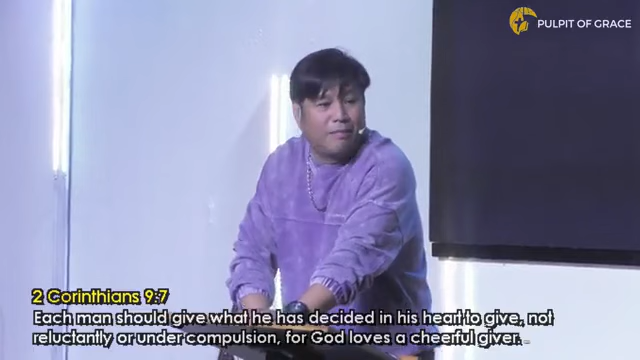 PULPIT OF GRACE
2 Corinthians 9:7
Each man should give what he has decided in his heart to give, not
reluctantly or under compulsion, for God loves a cheerful giver.